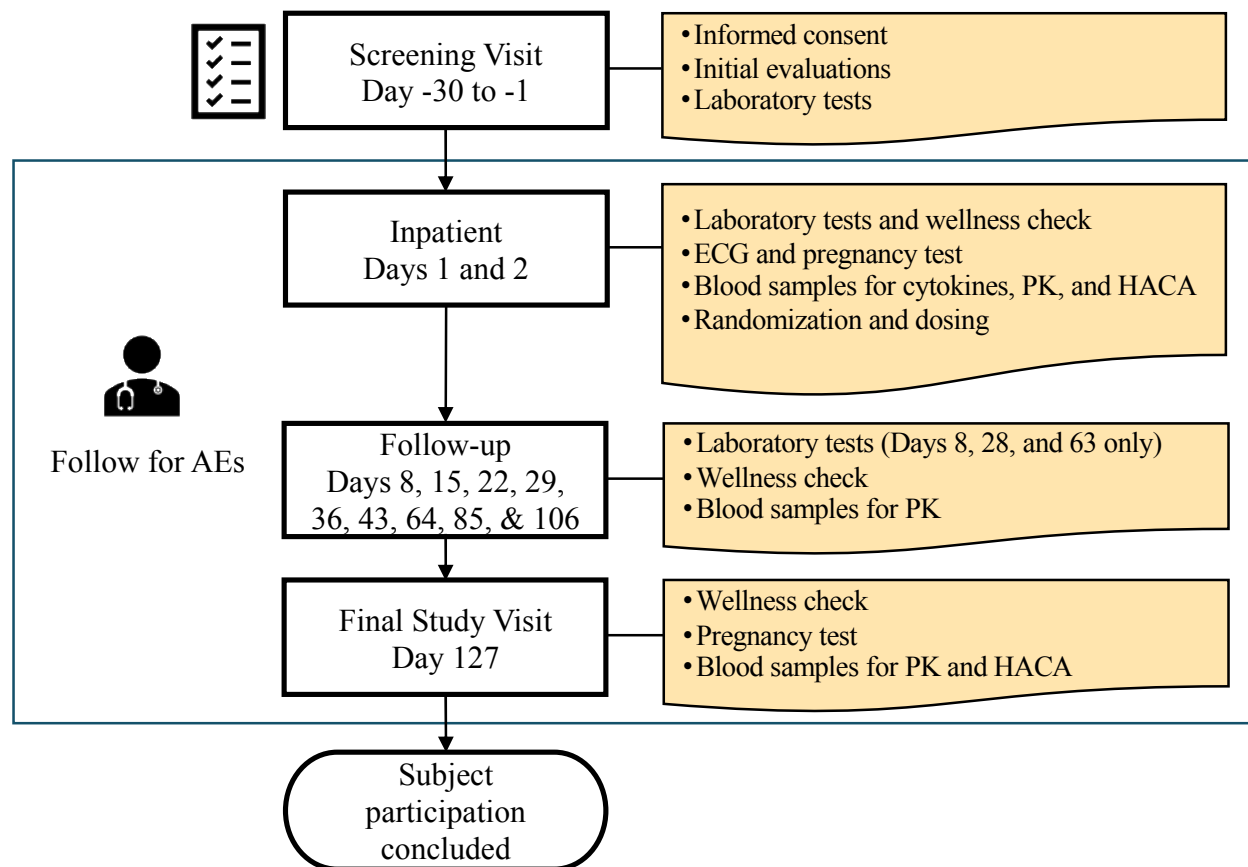 Screening Visit
Day -30 to -1
•Informed consent
•Initial evaluations
•Laboratory tests
Inpatient
Days 1 and 2
•Laboratory tests and wellness check
•ECG and pregnancy test
•Blood samples for cytokines, PK, and HACA
•Randomization and dosing
Follow for AEs
Follow-up
Days 8, 15, 22, 29,
36, 43, 64, 85, & 106
•Laboratory tests (Days 8, 28, and 63 only)
•Wellness check
•Blood samples for PK
Final Study Visit
Day 127
•Wellness check
•Pregnancy test
•Blood samples for PK and HACA
Subject
participation
concluded